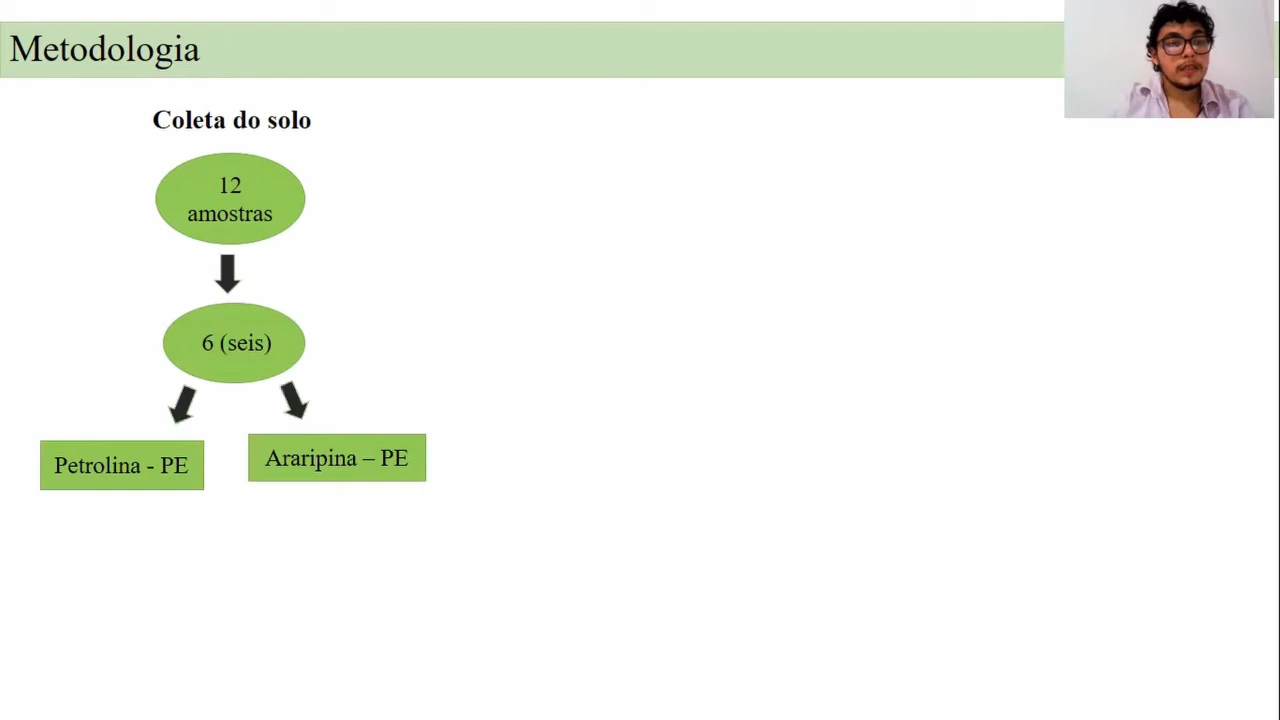 Metodologia
Coleta do solo
12
amostras
6 (seis)
Petrolina - PE
Araripina – PE